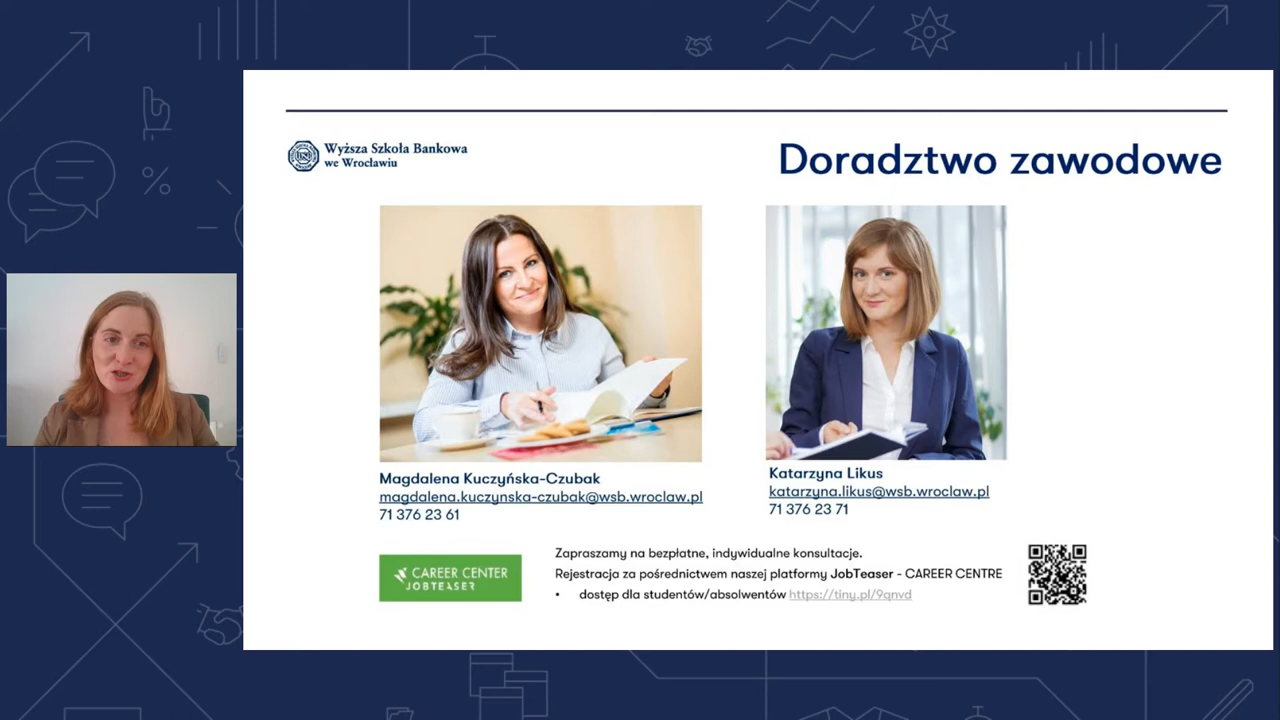 Wyższa Szkoła Bankowa
we Wrocławiu
Doradztwo zawodowe
Magdalena Kuczyńska-Czubak
magdalena.kuczynska-czubak@wsb.wroclaw.pl
71 376 23 61
Katarzyna Likus
katarzyna.likus@wsb.wroclaw.pl
71 376 23 71
CAREER CENTER
JOBTEASER
Zapraszamy na bezpłatne, indywidualne konsultacje.
Rejestracja za pośrednictwem naszej platformy JobTeaser - CAREER CENTRE
• dostęp dla studentów/absolwentów https://tiny.pl/9qnvd